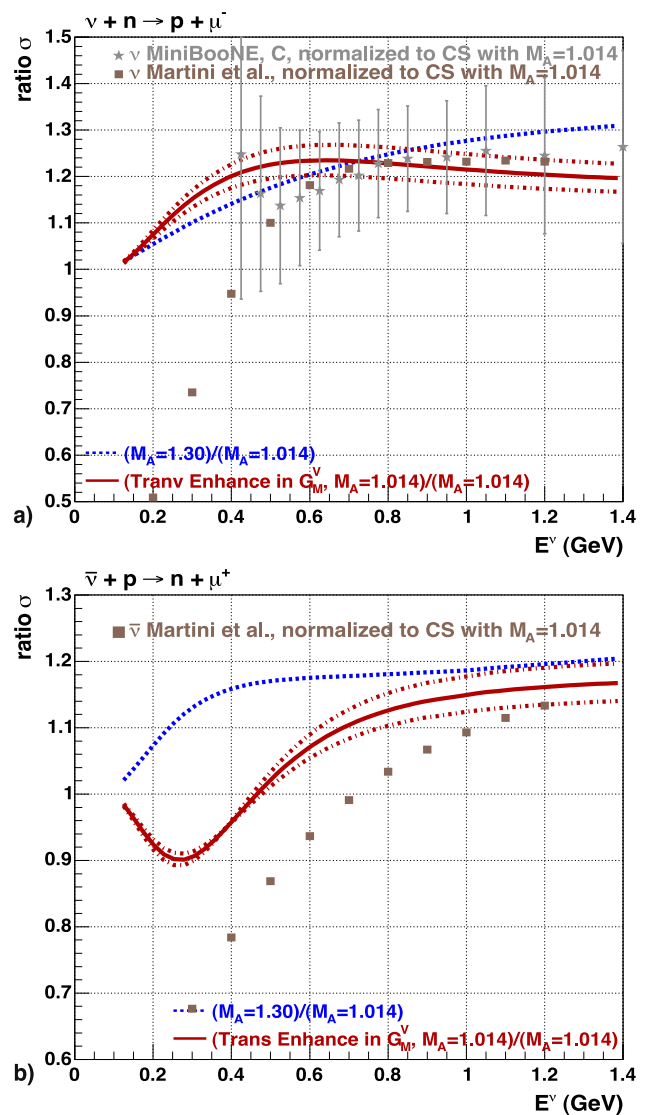 ν + n → p + μ⁻
ratio σ
1.5
1.4
1.3
1.2
1.1
1
0.9
0.8
0.7
0.6
0.5
ν MiniBooNE, C, normalized to CS with M_A=1.014
ν Martini et al., normalized to CS with M_A=1.014
(M_A=1.30)/(M_A=1.014)
(Tranv Enhance in G_M^V, M_A=1.014)/(M_A=1.014)
0 0.2 0.4 0.6 0.8 1 1.2 1.4
a)
E^ν (GeV)
ν̅ + p → n + μ⁺
ratio σ
1.3
1.2
1.1
1
0.9
0.8
0.7
0.6
ν̅ Martini et al., normalized to CS with M_A=1.014
(M_A=1.30)/(M_A=1.014)
(Trans Enhance in G_M^V, M_A=1.014)/(M_A=1.014)
0 0.2 0.4 0.6 0.8 1 1.2 1.4
b)
E^ν (GeV)